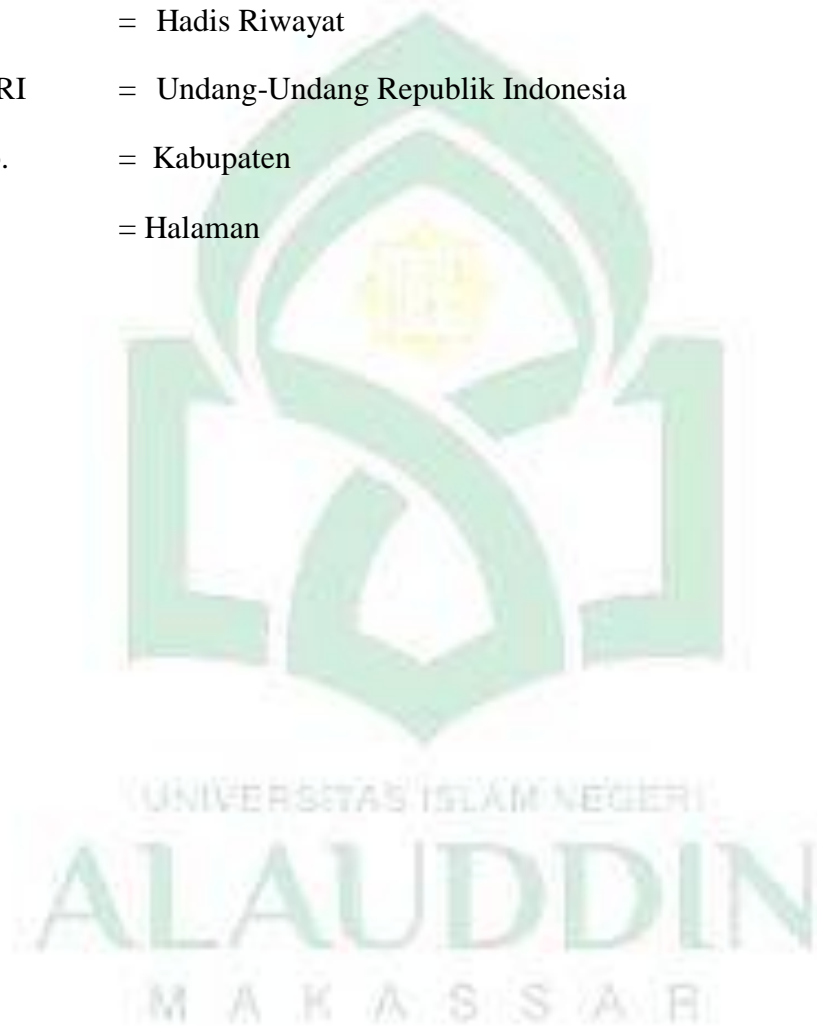 = Hadis Riwayat
RI = Undang-Undang Republik Indonesia
. = Kabupaten
= Halaman
UNIVERSITAS ISLAM NEGERI
ALAUDDIN
M A K A S S A R